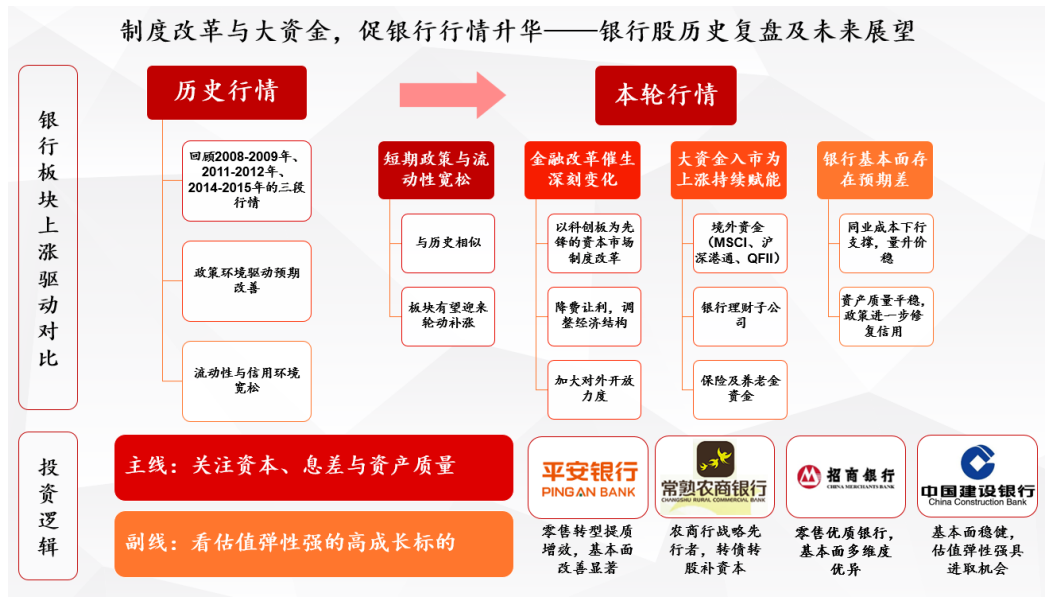 制度改革与大资金，促银行行情升华——银行股历史复盘及未来展望
银行板块上涨驱动对比
历史行情
回顾2008-2009年、
2011-2012年、
2014-2015年的三段
行情
政策环境驱动预期
改善
流动性与信用环境
宽松
本轮行情
短期政策与流
动性宽松
与历史相似
板块有望迎来
轮动补涨
金融改革催生
深刻变化
以科创板为先
锋的资本市场
制度改革
降费让利，调
整经济结构
加大对外开放
力度
大资金入市为
上涨持续赋能
境外资金
（MSCI、沪
深港通、QFII）
银行理财子公
司
保险及养老金
资金
银行基本面存
在预期差
同业成本下行
支撑，量升价
稳
资产质量平稳，
政策进一步修
复信用
投资逻辑
主线：关注资本、息差与资产质量
副线：看估值弹性强的高成长标的
平安银行
PING AN BANK
零售转型提质
增效，基本面
改善显著
常熟农商银行
CHANGSHU RURAL COMMERCIAL BANK
农商行战略先
行者，转债转
股补资本
招商银行
CHINA MERCHANTS BANK
零售优质银行，
基本面多维度
优异
中国建设银行
China Construction Bank
基本面稳健，
估值弹性强具
进取机会